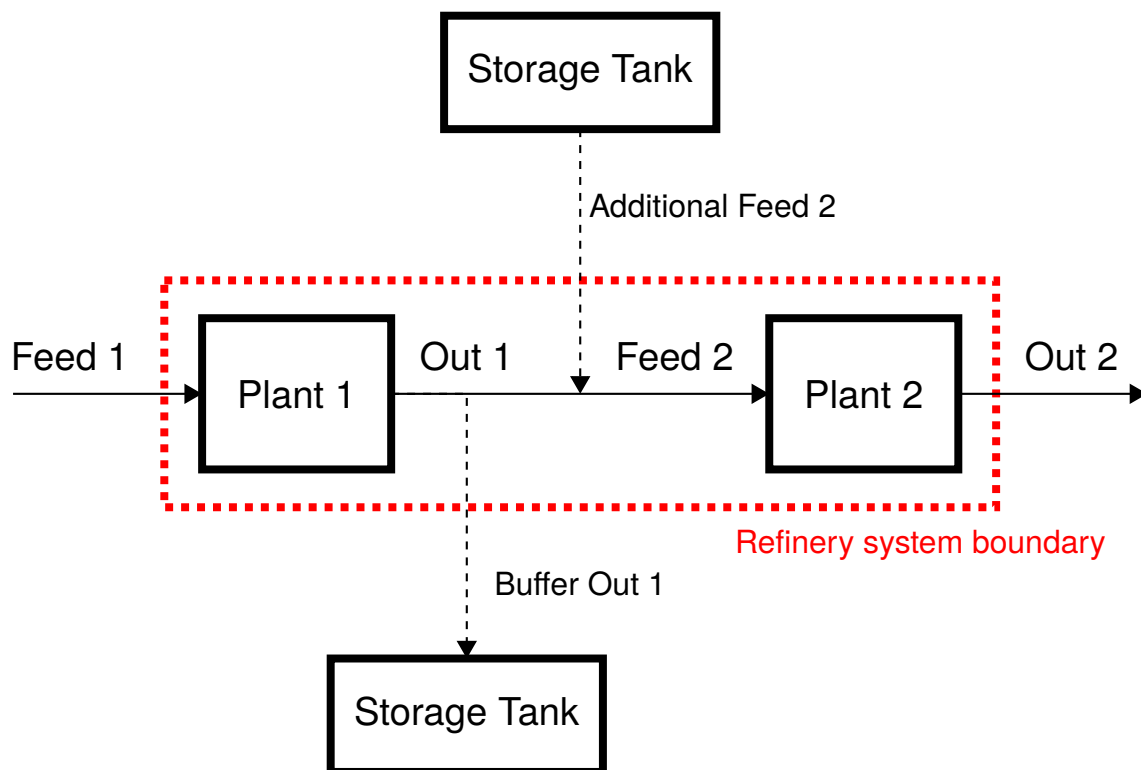 Storage Tank
Additional Feed 2
Feed 1
Out 1
Feed 2
Out 2
Plant 1
Plant 2
Refinery system boundary
Buffer Out 1
Storage Tank